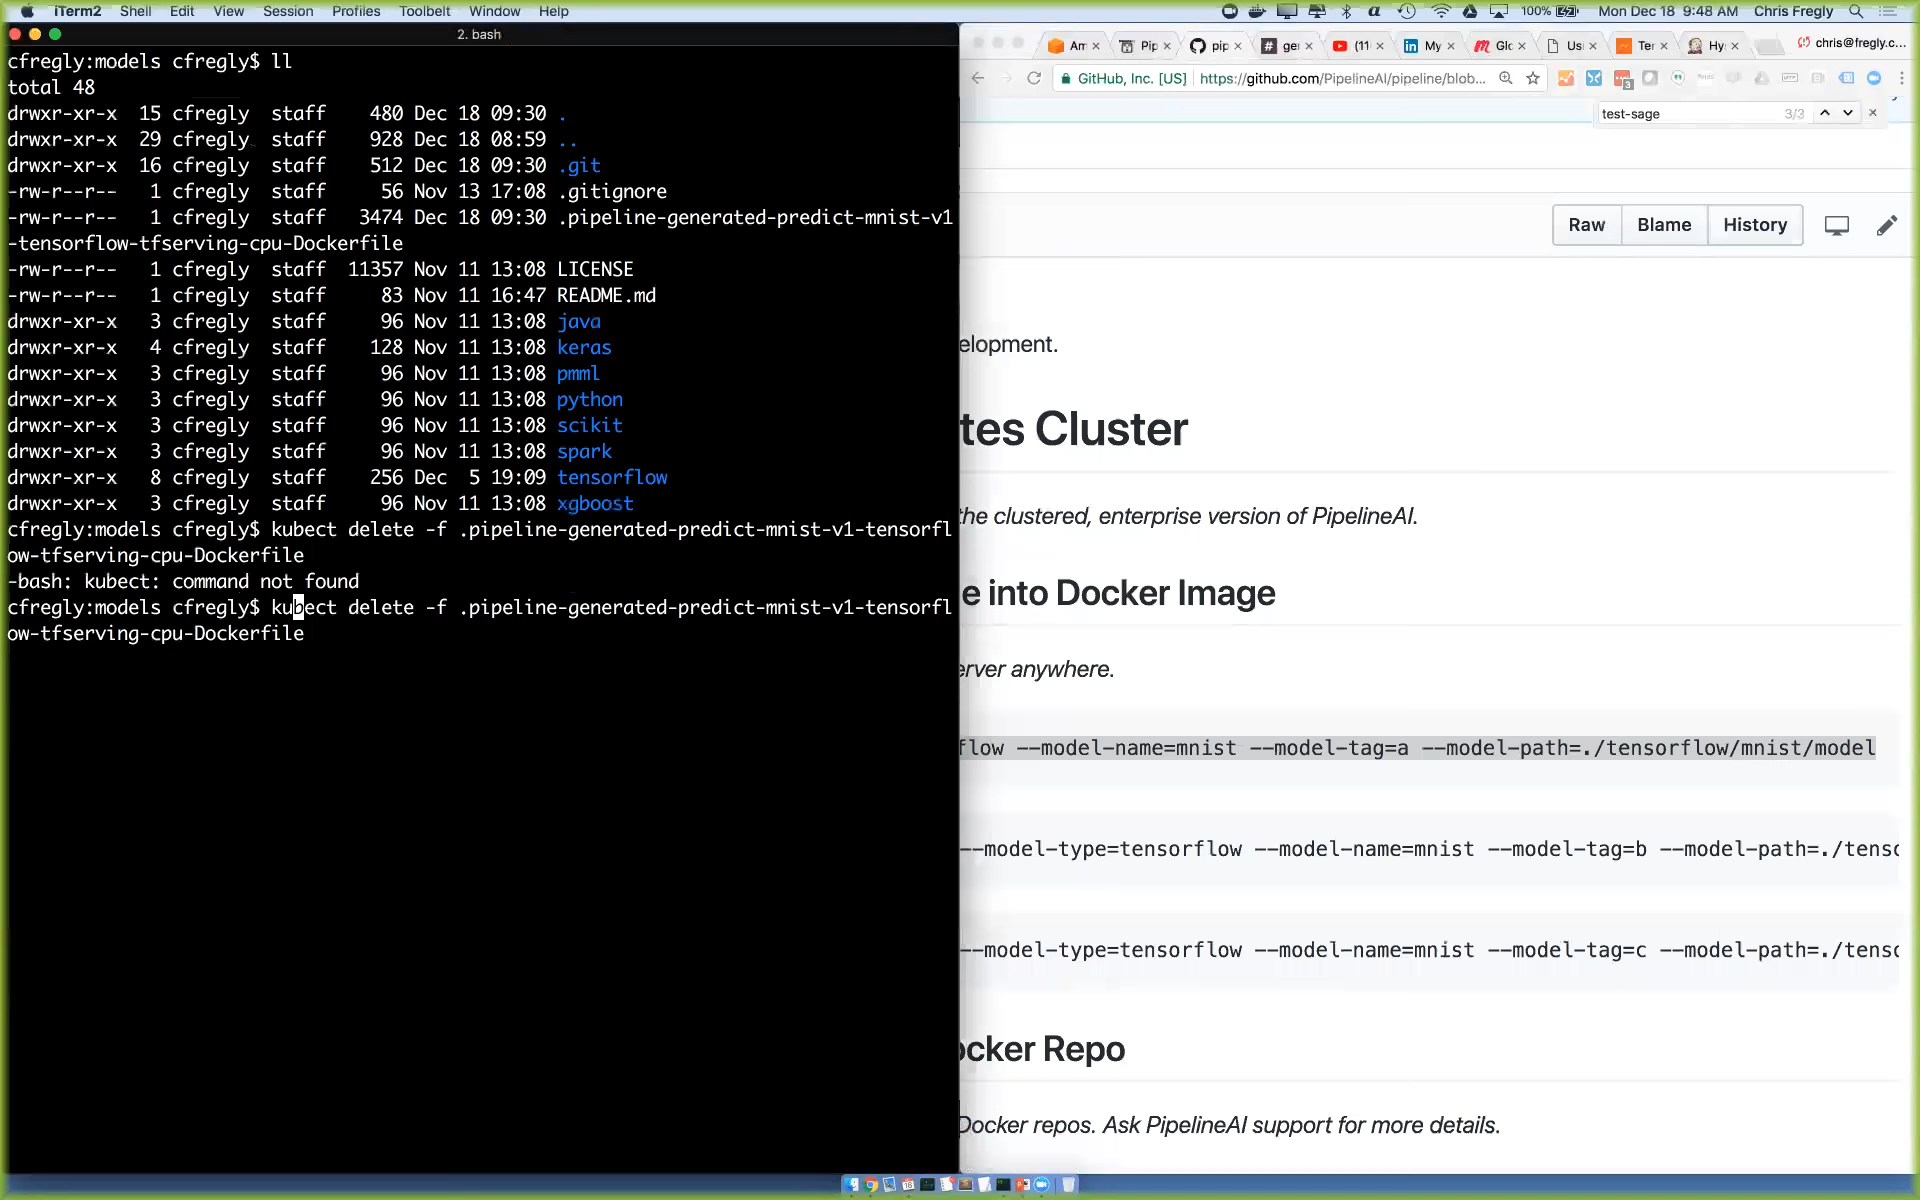 iTerm2 Shell Edit View Session Profiles Toolbelt Window Help 100% Mon Dec 18 9:48 AM Chris Fregly
2. bash
cfregly:models cfregly$ ll
total 48
drwxr-xr-x 15 cfregly staff 480 Dec 18 09:30 .
drwxr-xr-x 29 cfregly staff 928 Dec 18 08:59 ..
drwxr-xr-x 16 cfregly staff 512 Dec 18 09:30 .git
-rw-r--r-- 1 cfregly staff 56 Nov 13 17:08 .gitignore
-rw-r--r-- 1 cfregly staff 3474 Dec 18 09:30 .pipeline-generated-predict-mnist-v1
-tensorflow-tfserving-cpu-Dockerfile
-rw-r--r-- 1 cfregly staff 11357 Nov 11 13:08 LICENSE
-rw-r--r-- 1 cfregly staff 83 Nov 11 16:47 README.md
drwxr-xr-x 3 cfregly staff 96 Nov 11 13:08 java
drwxr-xr-x 4 cfregly staff 128 Nov 11 13:08 keras
drwxr-xr-x 3 cfregly staff 96 Nov 11 13:08 pmml
drwxr-xr-x 3 cfregly staff 96 Nov 11 13:08 python
drwxr-xr-x 3 cfregly staff 96 Nov 11 13:08 scikit
drwxr-xr-x 3 cfregly staff 96 Nov 11 13:08 spark
drwxr-xr-x 8 cfregly staff 256 Dec 5 19:09 tensorflow
drwxr-xr-x 3 cfregly staff 96 Nov 11 13:08 xgboost
cfregly:models cfregly$ kubect delete -f .pipeline-generated-predict-mnist-v1-tensorfl
ow-tfserving-cpu-Dockerfile
-bash: kubect: command not found
cfregly:models cfregly$ kubect delete -f .pipeline-generated-predict-mnist-v1-tensorfl
ow-tfserving-cpu-Dockerfile
Am Pip pip ge (11 My Glo Usi Ter Hy chris@fregly.c...
GitHub, Inc. [US] https://github.com/PipelineAI/pipeline/blob...
test-sage 3/3
Raw Blame History
elopment.
tes Cluster
the clustered, enterprise version of PipelineAI.
e into Docker Image
erver anywhere.
flow --model-name=mnist --model-tag=a --model-path=./tensorflow/mnist/model
--model-type=tensorflow --model-name=mnist --model-tag=b --model-path=./tensc
--model-type=tensorflow --model-name=mnist --model-tag=c --model-path=./tensc
ocker Repo
Docker repos. Ask PipelineAI support for more details.